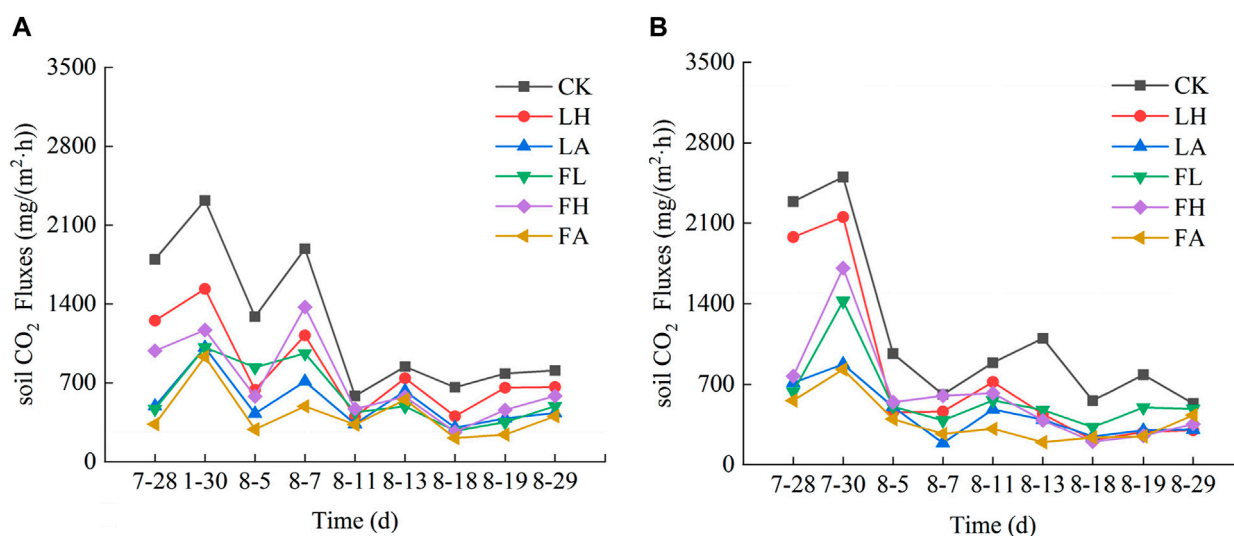 A
soil CO₂ Fluxes (mg/(m²·h))
3500
2800
2100
1400
700
0
CK
LH
LA
FL
FH
FA
7-28 1-30 8-5 8-7 8-11 8-13 8-18 8-19 8-29
Time (d)
B
soil CO₂ Fluxes (mg/(m²·h))
3500
2800
2100
1400
700
0
CK
LH
LA
FL
FH
FA
7-28 7-30 8-5 8-7 8-11 8-13 8-18 8-19 8-29
Time (d)